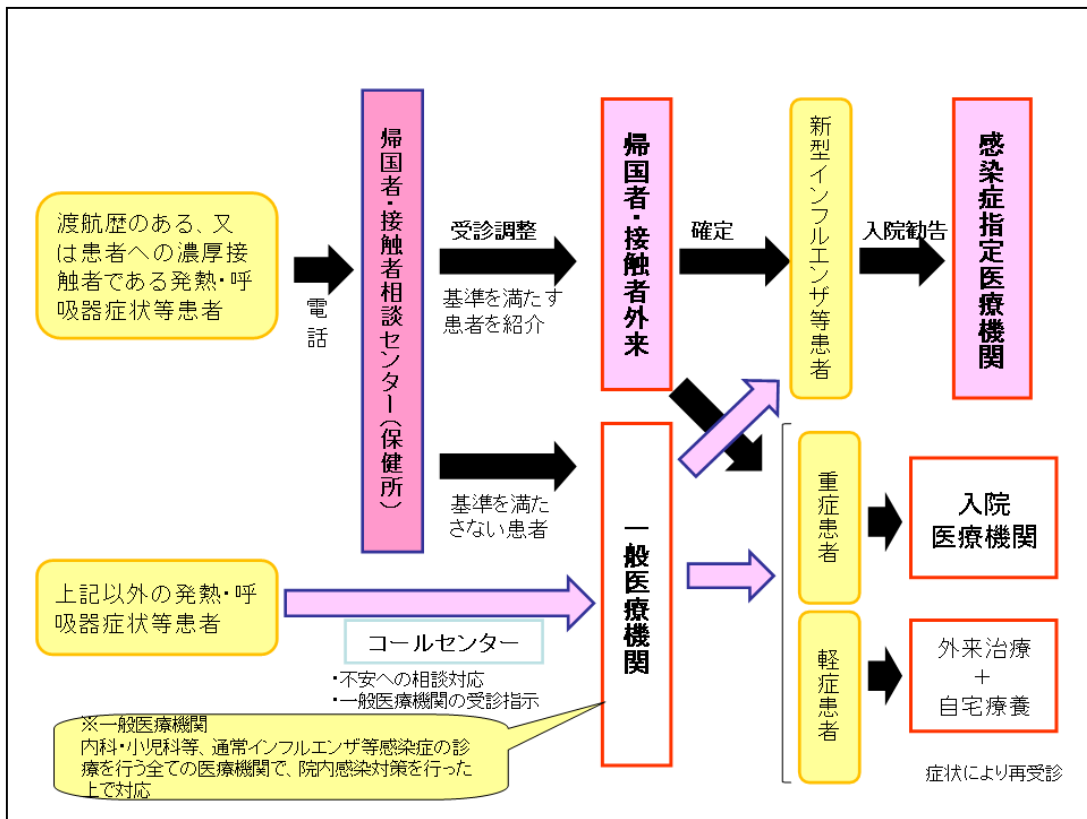 渡航歴のある、又
は患者への濃厚接
触者である発熱・呼
吸器症状等患者
電話
帰国者・接触者相談センター(保健所)
受診調整
基準を満たす
患者を紹介
帰国者・接触者外来
確定
新型インフルエンザ等患者
入院勧告
感染症指定医療機関
基準を満た
さない患者
一般医療機関
重症患者
入院
医療機関
上記以外の発熱・呼
吸器症状等患者
コールセンター
・不安への相談対応
・一般医療機関の受診指示
軽症患者
外来治療
+
自宅療養
※一般医療機関
内科・小児科等、通常インフルエンザ等感染症の診
療を行う全ての医療機関で、院内感染対策を行った
上で対応
症状により再受診